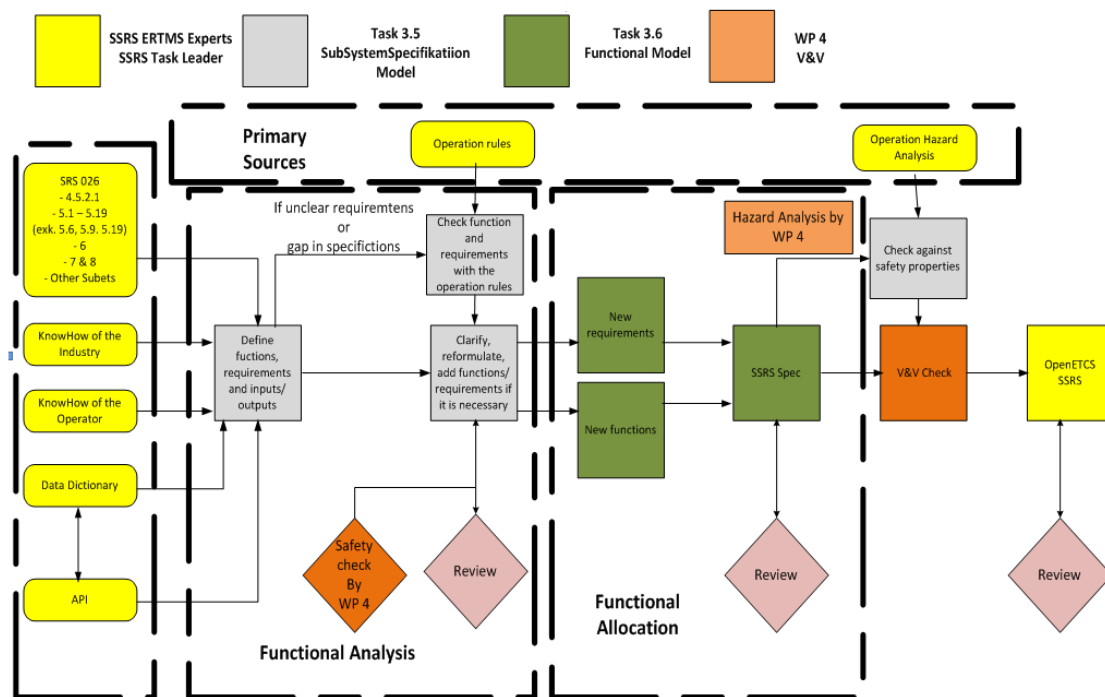 SSRS ERTMS Experts
SSRS Task Leader
Task 3.5
SubSystemSpecifikatiion
Model
Task 3.6
Functional Model
WP 4
V&V
Primary
Sources
Operation rules
Operation Hazard
Analysis
SRS 026
- 4.5.2.1
- 5.1 – 5.19
(exk. 5.6, 5.9. 5.19)
- 6
- 7 & 8
- Other Subets
KnowHow of the
Industry
KnowHow of the
Operator
Data Dictionary
API
If unclear requiremtens
or
gap in specifictions
Check function
and
requirements
with the
operation rules
Define
fuctions,
requirements
and inputs/
outputs
Clarify,
reformulate,
add functions/
requirements if
it is necessary
Safety
check
By
WP 4
Review
Functional Analysis
New
requirements
New functions
Hazard Analysis by
WP 4
SSRS Spec
Review
Functional
Allocation
Check against
safety properties
V&V Check
OpenETCS
SSRS
Review